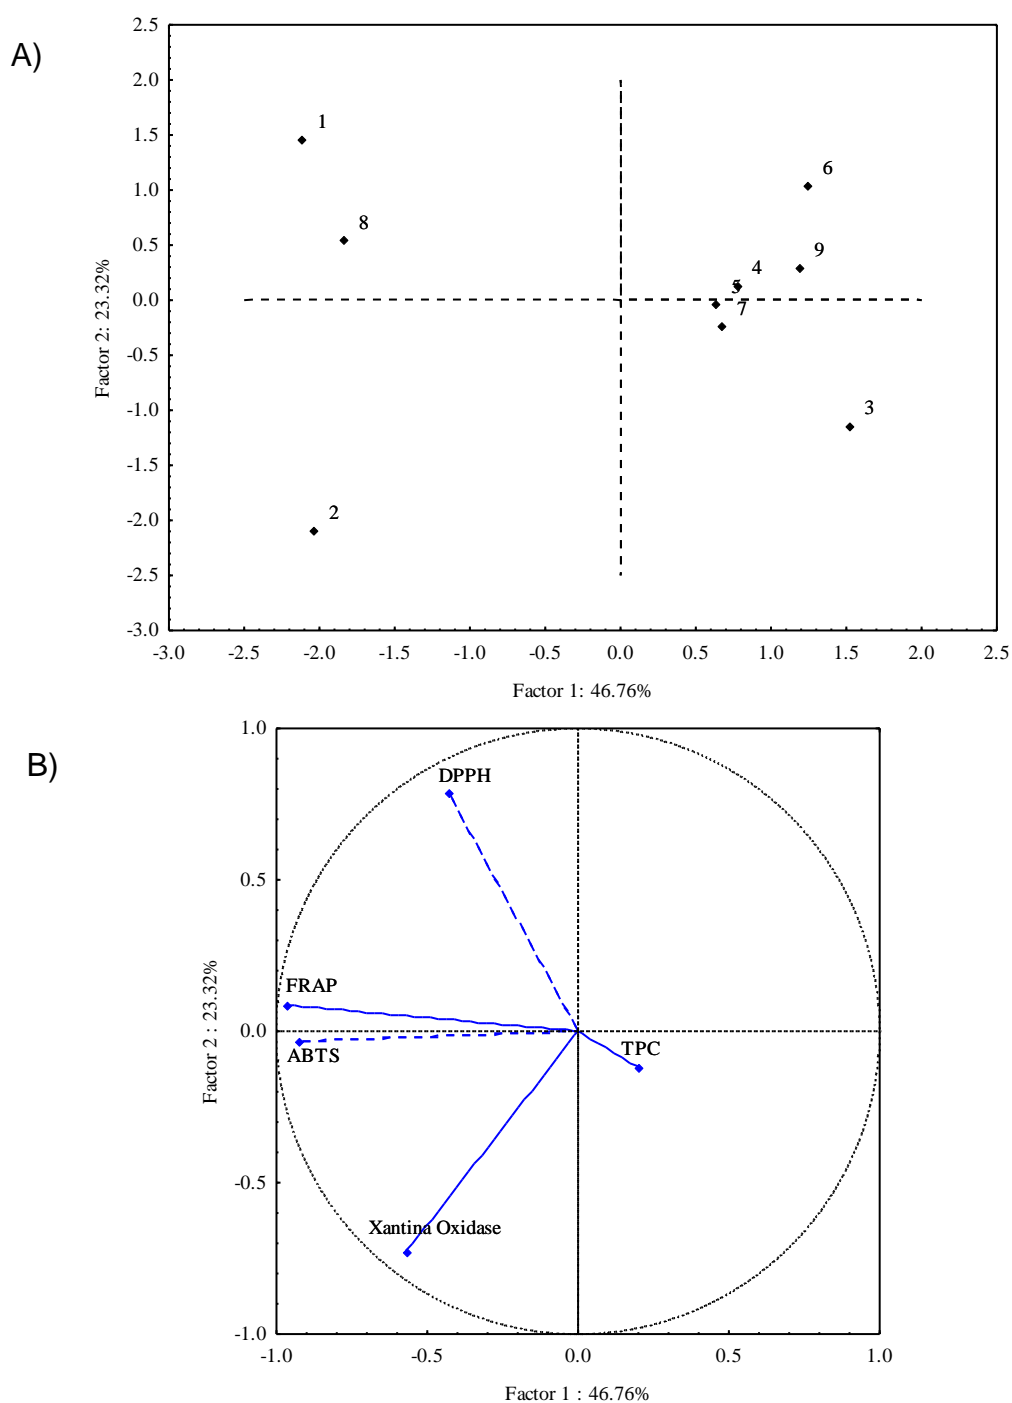 A)
2.5
2.0
1.5
1.0
0.5
0.0
-0.5
-1.0
-1.5
-2.0
-2.5
-3.0
Factor 2: 23.32%
1
8
6
9
4
5
7
3
2
-3.0 -2.5 -2.0 -1.5 -1.0 -0.5 0.0 0.5 1.0 1.5 2.0 2.5
Factor 1: 46.76%
B)
1.0
0.5
0.0
-0.5
-1.0
Factor 2 : 23.32%
DPPH
FRAP
ABTS
TPC
Xantina Oxidase
-1.0 -0.5 0.0 0.5 1.0
Factor 1 : 46.76%